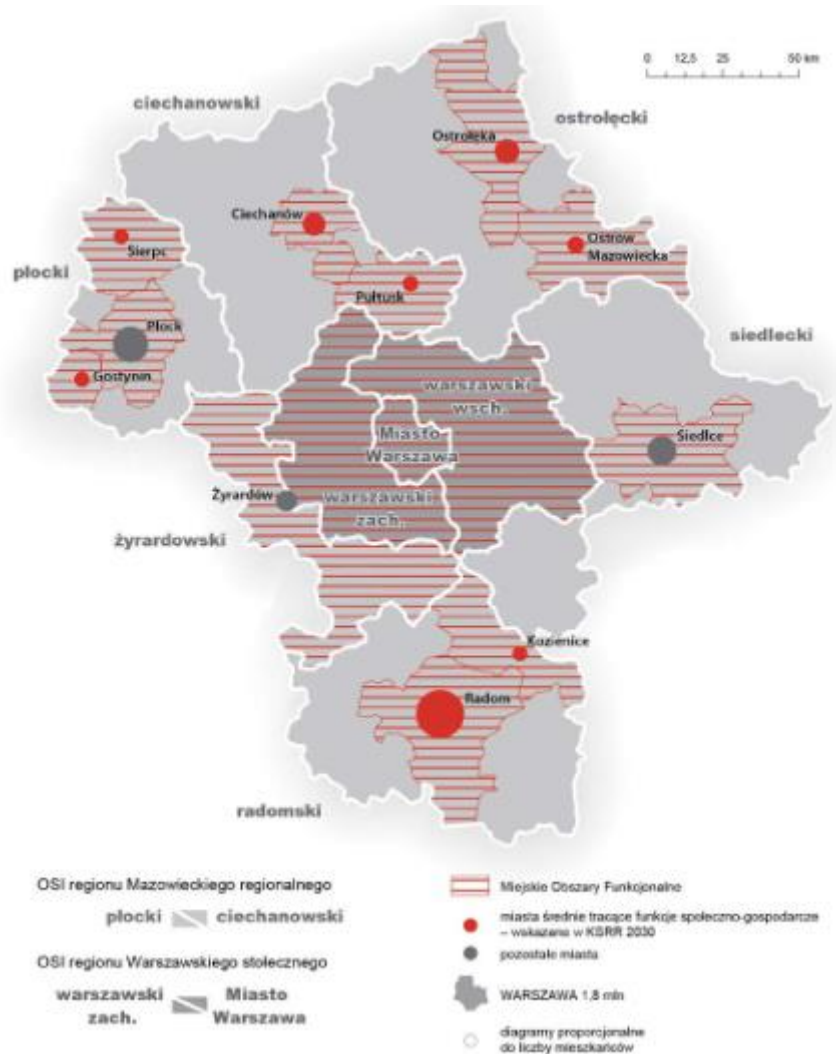 0 12,5 25 50 km
ciechanowski
ostrołęcki
Ostrołęka
Ciechanów
Sierpc
Ostrów
Mazowiecka
płocki
Pułtusk
Płock
siedlecki
Gostynin
warszawski
wsch.
Miasto
Warszawa
Siedlce
Żyrardów
warszawski
zach.
żyrardowski
Kozienice
Radom
radomski
OSI regionu Mazowieckiego regionalnego
płocki ciechanowski
OSI regionu Warszawskiego stołecznego
warszawski
zach.
Miasto
Warszawa
Miejskie Obszary Funkcjonalne
miasta średnie tracące funkcje społeczno-gospodarcze
– wskazane w KSRR 2030
pozostałe miasta
WARSZAWA 1,8 mln
diagramy proporcjonalne
do liczby mieszkańców